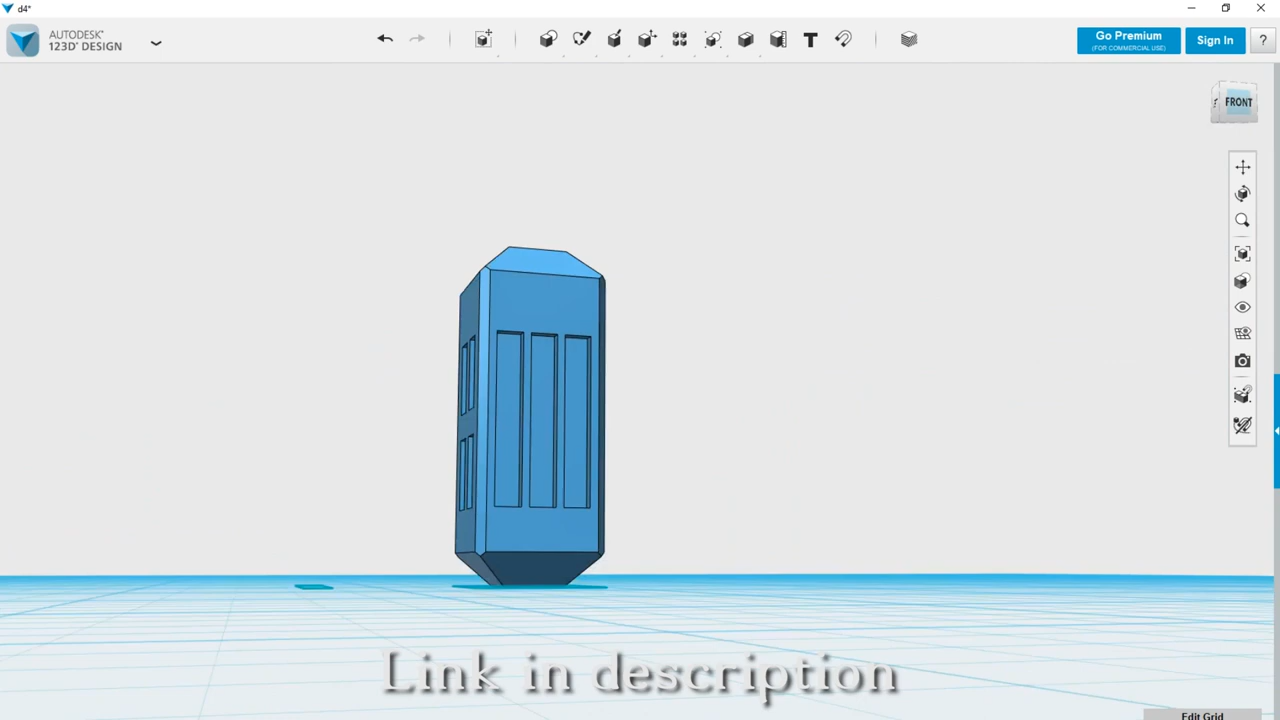 d4*
AUTODESK
123D® DESIGN
Go Premium
(FOR COMMERCIAL USE)
Sign In
?
FRONT
Link in description
Edit Grid